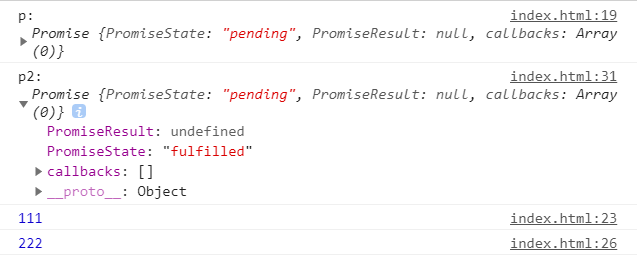 p: index.html:19
Promise {PromiseState: "pending", PromiseResult: null, callbacks: Array
(0)}
p2: index.html:31
Promise {PromiseState: "pending", PromiseResult: null, callbacks: Array
(0)} i
PromiseResult: undefined
PromiseState: "fulfilled"
callbacks: []
__proto__: Object
111 index.html:23
222 index.html:26